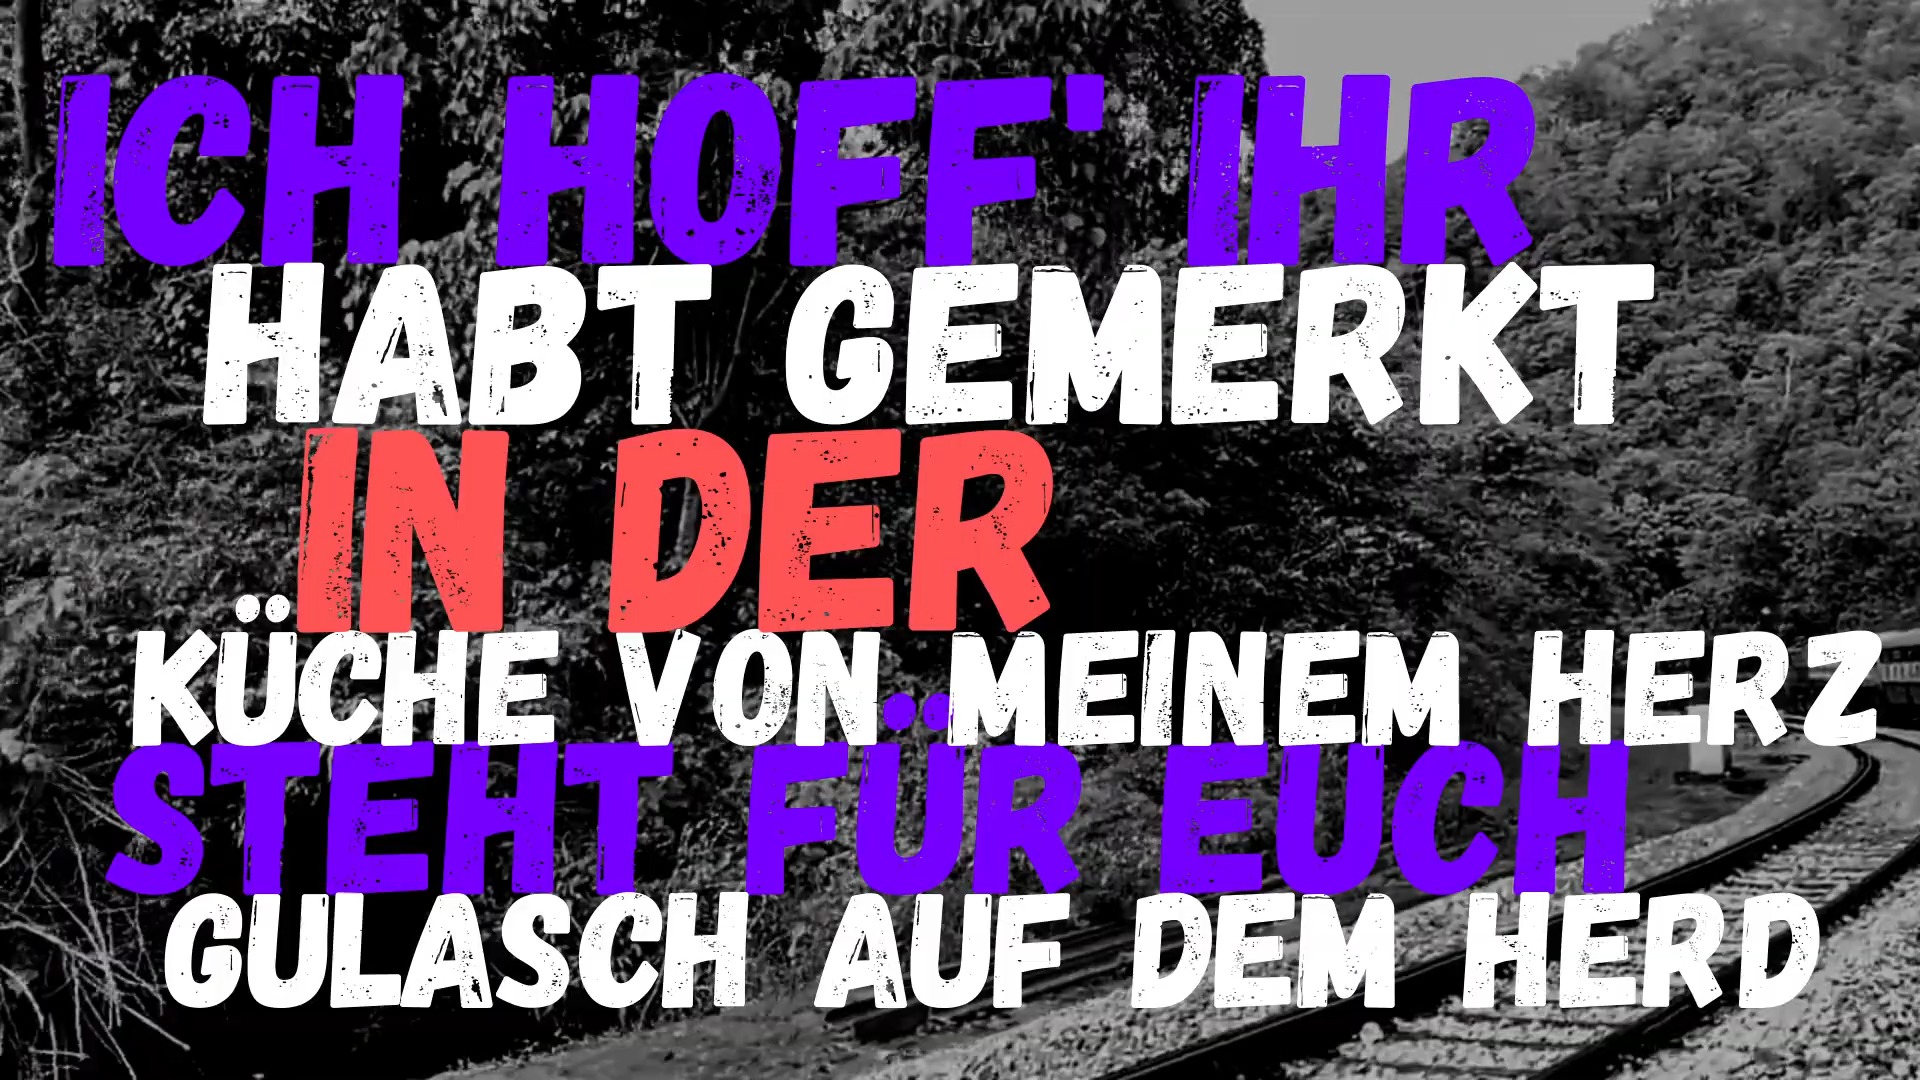 ICH HOFF' IHR
HABT GEMERKT
IN DER
KÜCHE VON MEINEM HERZ
STEHT FÜR EUCH
GULASCH AUF DEM HERD